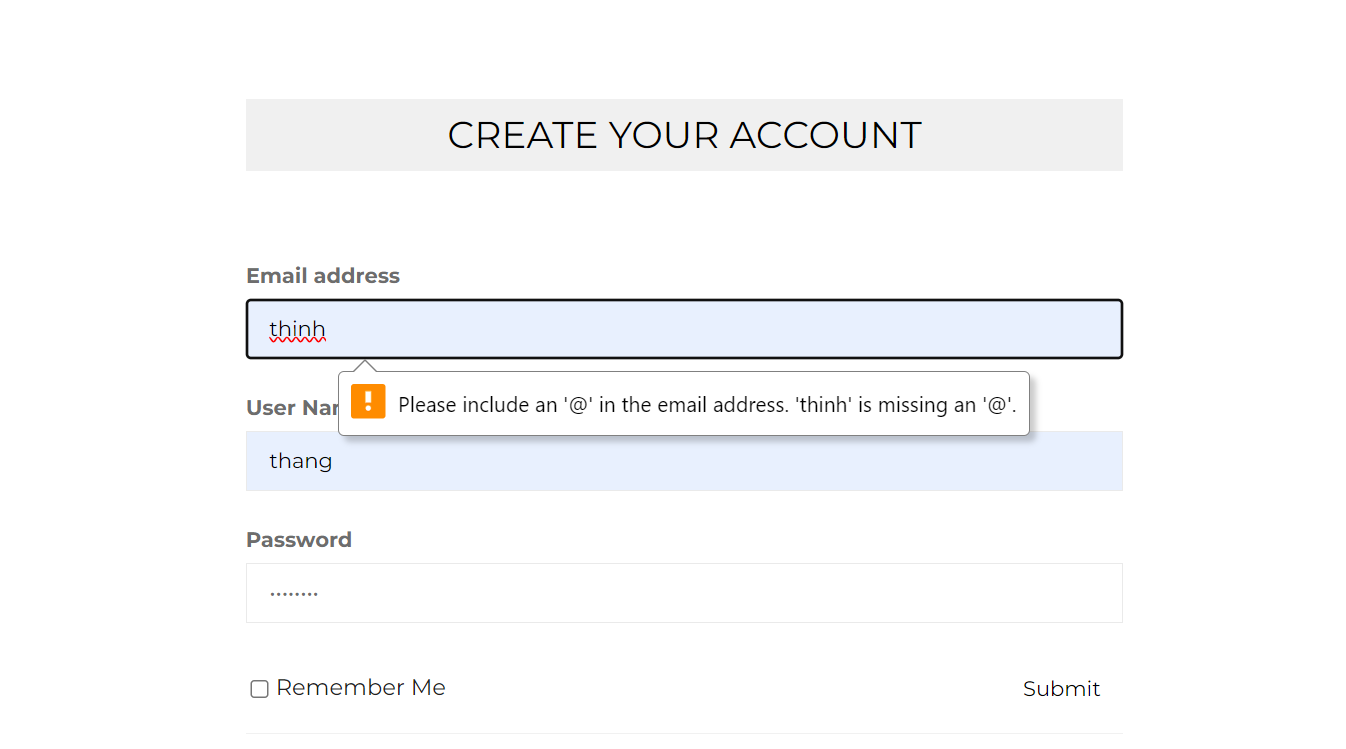 CREATE YOUR ACCOUNT
Email address
thinh
Please include an '@' in the email address. 'thinh' is missing an '@'.
User Nar
thang
Password
........
Remember Me
Submit